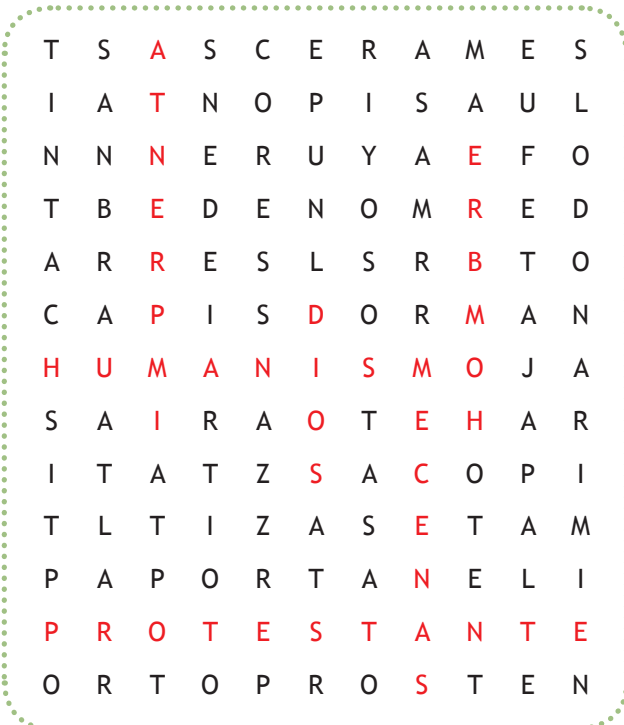 T S A S C E R A M E S
I A T N O P I S A U L
N N N E R U Y A E F O
T B E D E N O M R E D
A R R E S L S R B T O
C A P I S D O R M A N
H U M A N I S M O J A
S A I R A O T E H A R
I T A T Z S A C O P I
T L T I Z A S E T A M
P A P O R T A N E L I
P R O T E S T A N T E
O R T O P R O S T E N